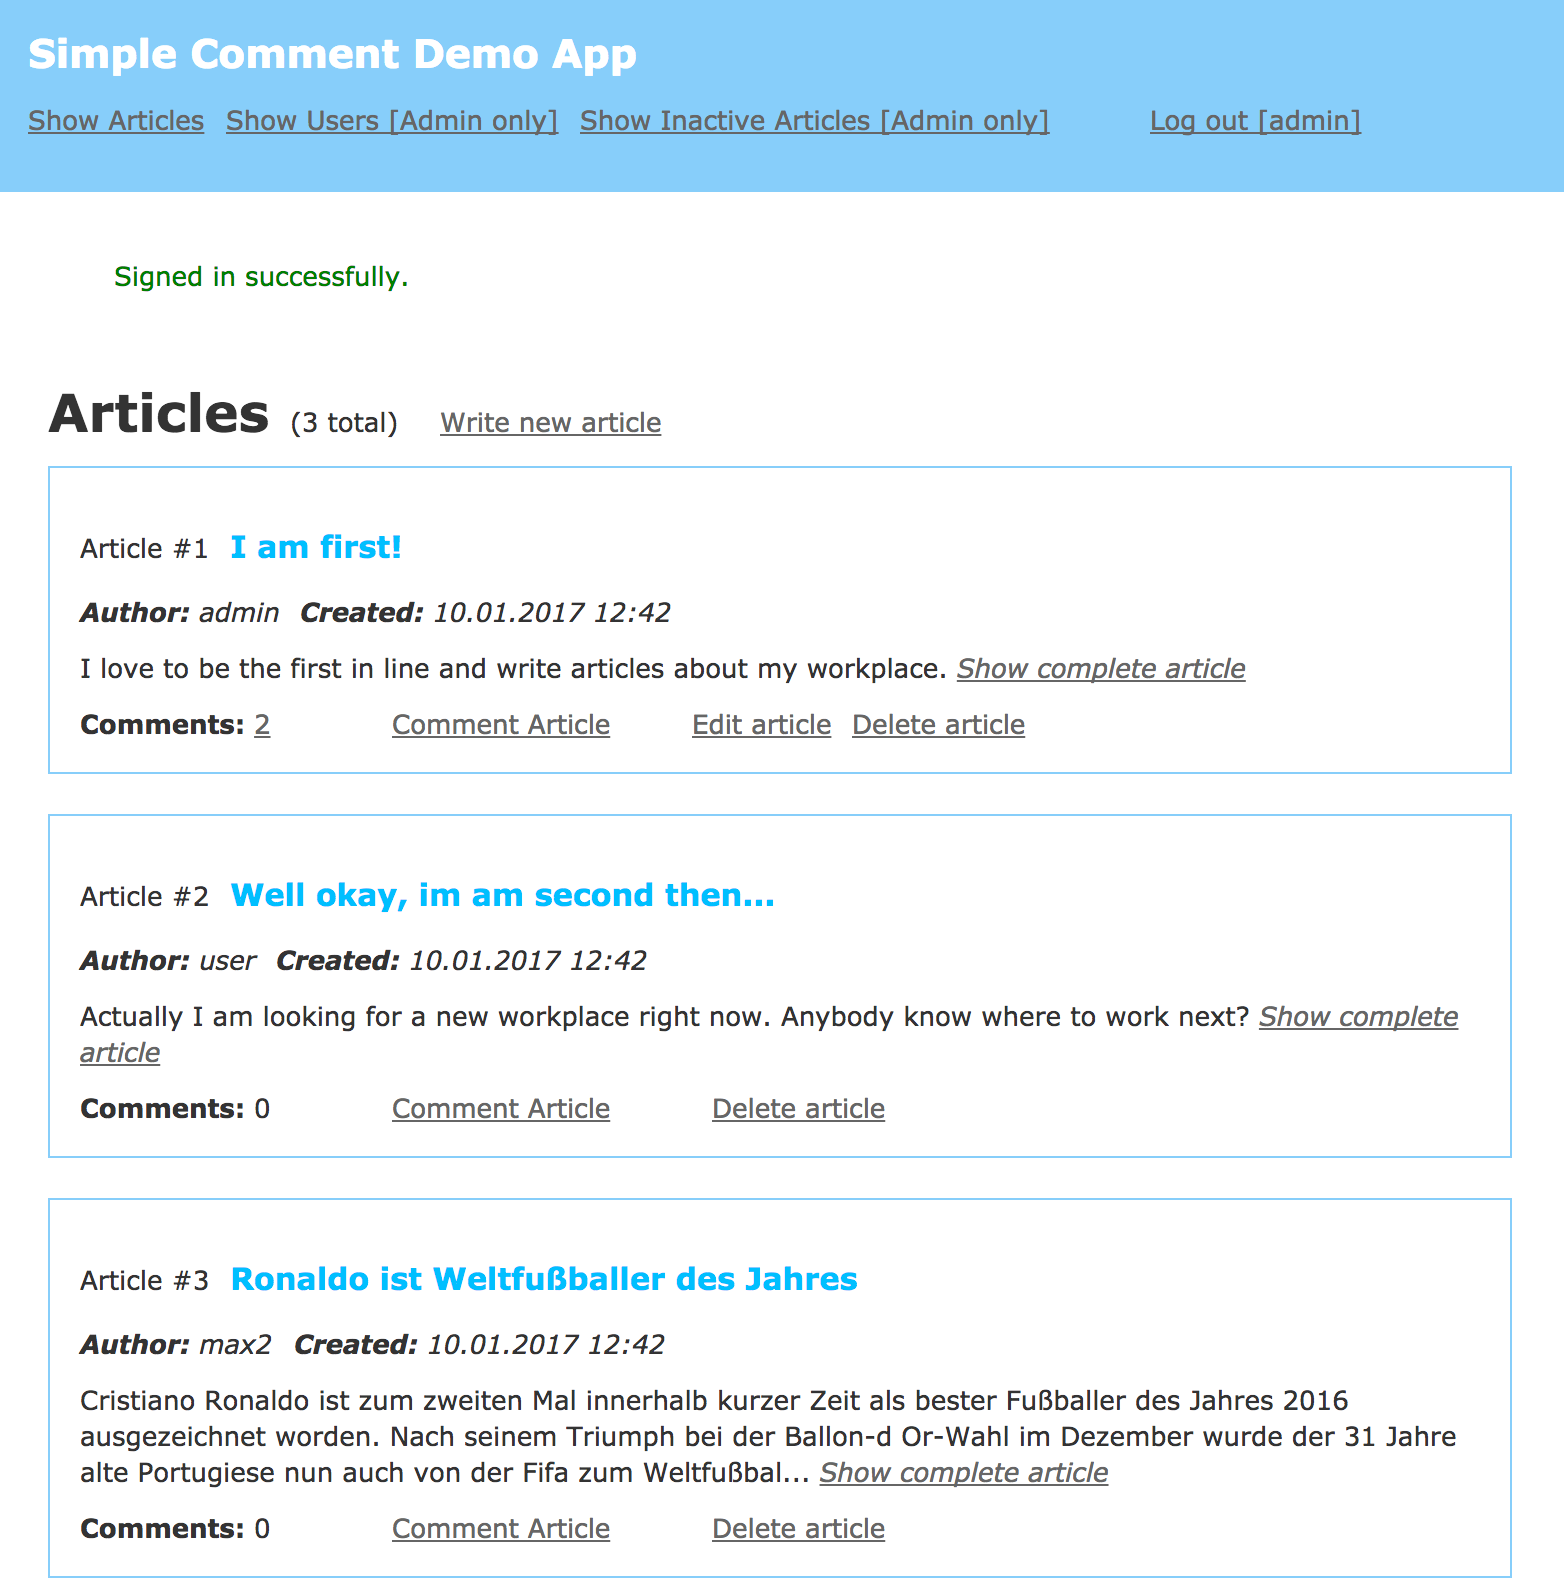 Simple Comment Demo App
Show Articles Show Users [Admin only] Show Inactive Articles [Admin only] Log out [admin]
Signed in successfully.
Articles (3 total) Write new article
Article #1 I am first!
Author: admin Created: 10.01.2017 12:42
I love to be the first in line and write articles about my workplace. Show complete article
Comments: 2 Comment Article Edit article Delete article
Article #2 Well okay, im am second then...
Author: user Created: 10.01.2017 12:42
Actually I am looking for a new workplace right now. Anybody know where to work next? Show complete
article
Comments: 0 Comment Article Delete article
Article #3 Ronaldo ist Weltfußballer des Jahres
Author: max2 Created: 10.01.2017 12:42
Cristiano Ronaldo ist zum zweiten Mal innerhalb kurzer Zeit als bester Fußballer des Jahres 2016
ausgezeichnet worden. Nach seinem Triumph bei der Ballon-d Or-Wahl im Dezember wurde der 31 Jahre
alte Portugiese nun auch von der Fifa zum Weltfußbal... Show complete article
Comments: 0 Comment Article Delete article